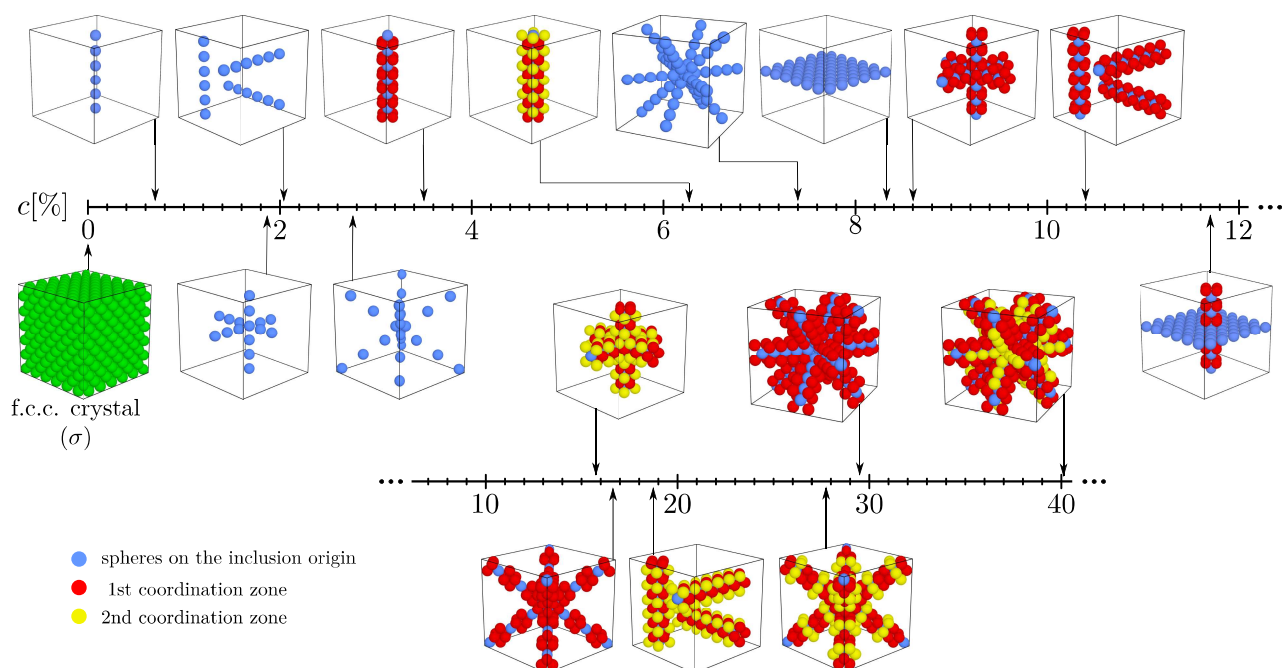 c[%]
0 2 4 6 8 10 12 ...
f.c.c. crystal
(σ)
... 10 20 30 40 ...
spheres on the inclusion origin
1st coordination zone
2nd coordination zone